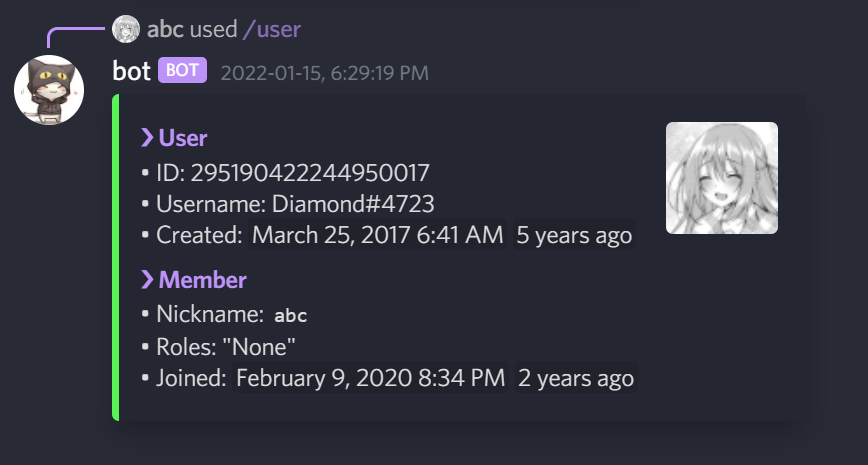 abc used /user
bot BOT 2022-01-15, 6:29:19 PM
❯ User
• ID: 295190422244950017
• Username: Diamond#4723
• Created: March 25, 2017 6:41 AM 5 years ago
❯ Member
• Nickname: abc
• Roles: "None"
• Joined: February 9, 2020 8:34 PM 2 years ago